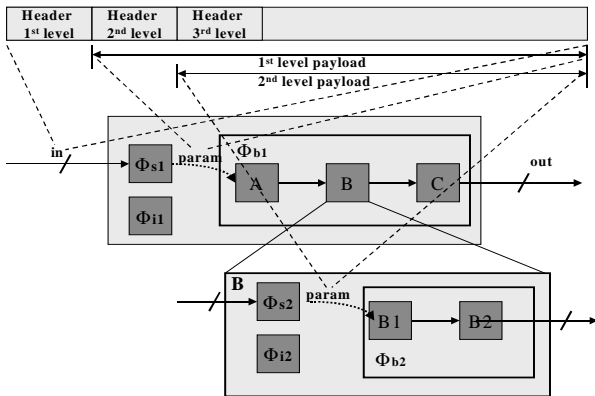 Header Header Header
1st level 2nd level 3rd level
1st level payload
2nd level payload
in
param
Φb1
out
Φs1
A
B
C
Φi1
B
param
Φs2
B1
B2
Φi2
Φb2